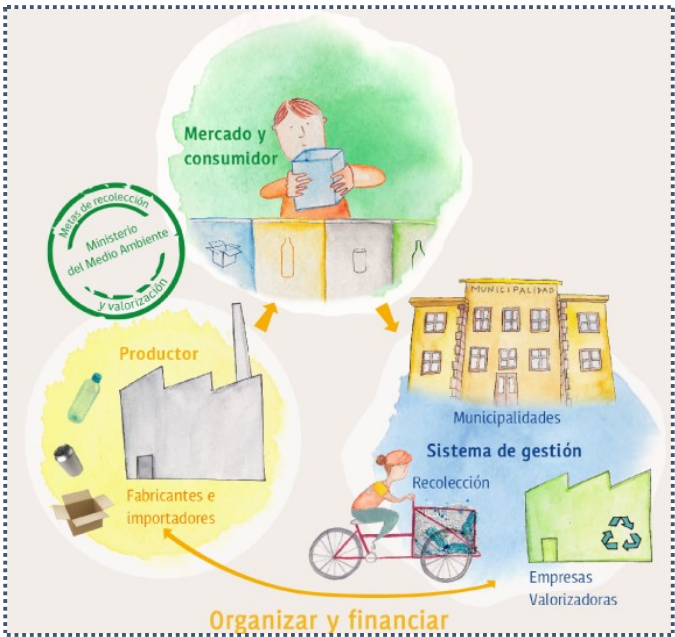 Mercado y
consumidor
Metas de recolección
Ministerio
del Medio Ambiente
y valorización
MUNICIPALIDAD
Productor
Municipalidades
Sistema de gestión
Recolección
Fabricantes e
importadores
Empresas
Valorizadoras
Organizar y financiar